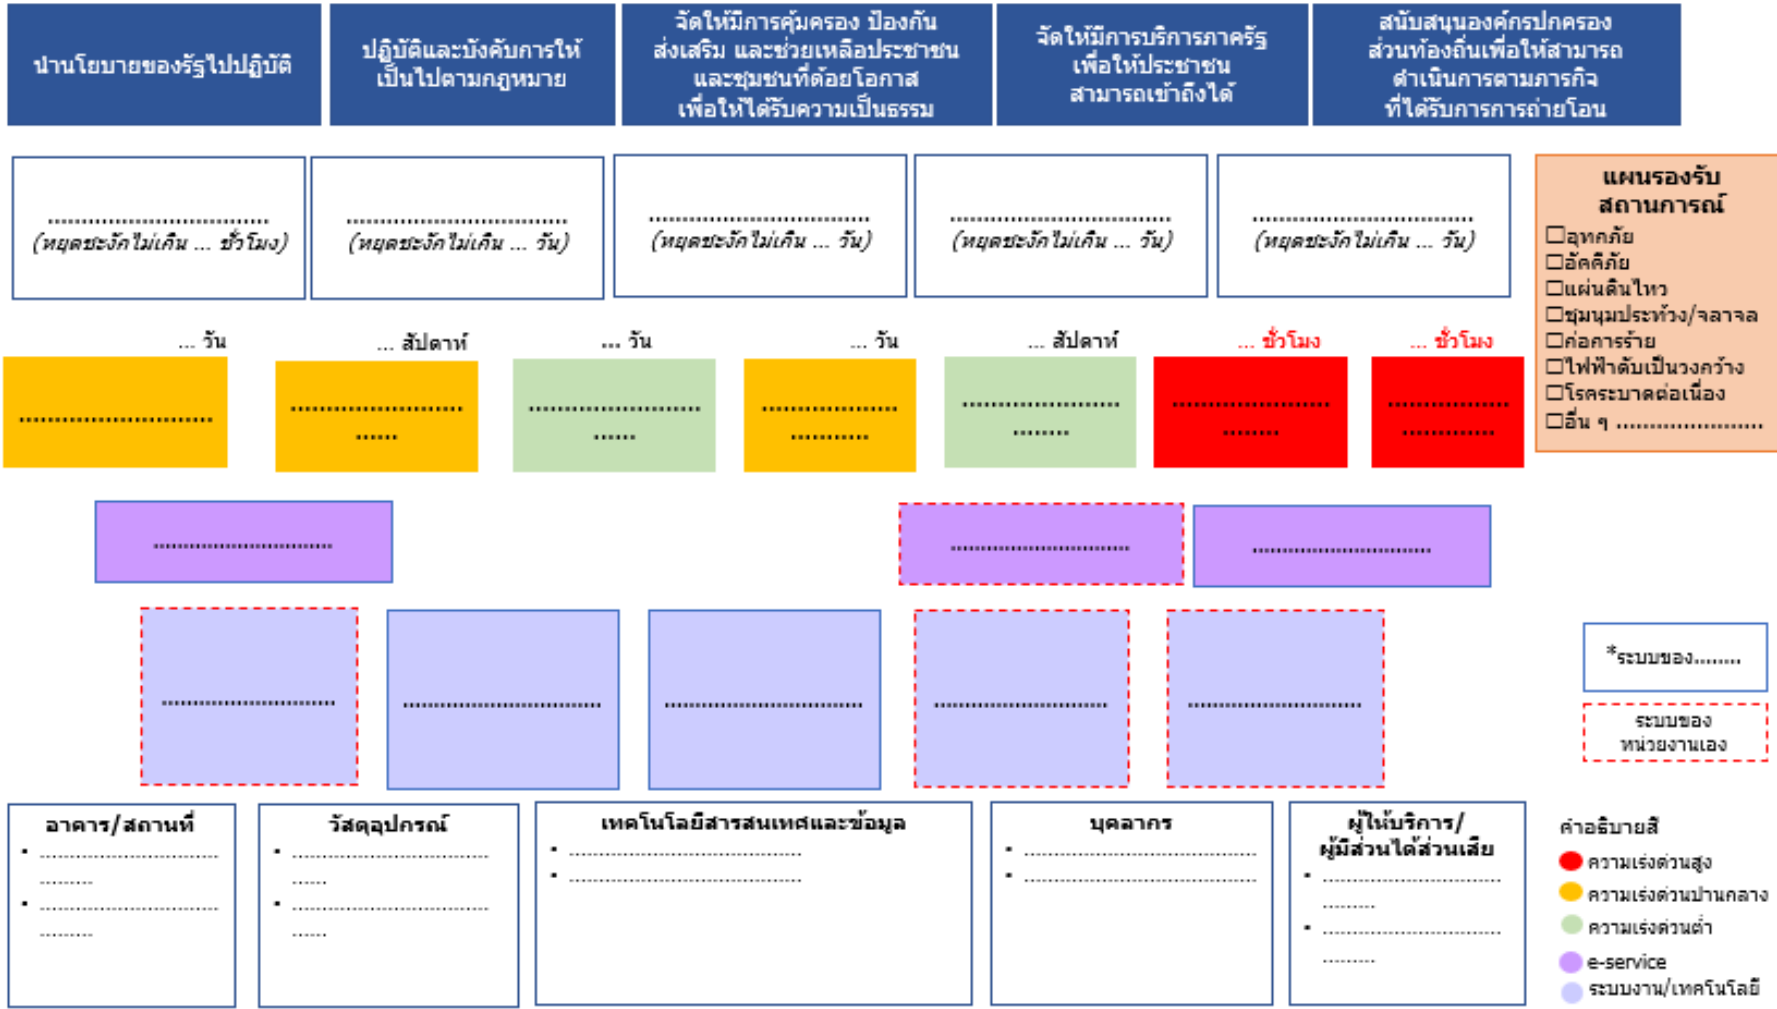 นำนโยบายของรัฐไปปฏิบัติ
ปฏิบัติและบังคับการให้
เป็นไปตามกฎหมาย
จัดให้มีการคุ้มครอง ป้องกัน
ส่งเสริม และช่วยเหลือประชาชน
และชุมชนที่ด้อยโอกาส
เพื่อให้ได้รับความเป็นธรรม
จัดให้มีการบริการภาครัฐ
เพื่อให้ประชาชน
สามารถเข้าถึงได้
สนับสนุนองค์กรปกครอง
ส่วนท้องถิ่นเพื่อให้สามารถ
ดำเนินการตามภารกิจ
ที่ได้รับการการถ่ายโอน
.................................
(หยุดชะงักไม่เกิน ... ชั่วโมง)
.................................
(หยุดชะงักไม่เกิน ... วัน)
.................................
(หยุดชะงักไม่เกิน ... วัน)
.................................
(หยุดชะงักไม่เกิน ... วัน)
.................................
(หยุดชะงักไม่เกิน ... วัน)
แผนรองรับ
สถานการณ์
□อุทกภัย
□อัคคีภัย
□แผ่นดินไหว
□ชุมนุมประท้วง/จลาจล
□ก่อการร้าย
□ไฟฟ้าดับเป็นวงกว้าง
□โรคระบาดต่อเนื่อง
□อื่น ๆ ......................
... วัน
... สัปดาห์
... วัน
... วัน
... สัปดาห์
... ชั่วโมง
... ชั่วโมง
...........................
........................
......
........................
......
...................
...........
......................
........
......................
........
.................
.............
..............................
..............................
..............................
............................
................................
................................
............................
............................
*ระบบของ........
ระบบของ
หน่วยงานเอง
อาคาร/สถานที่
▪ ..................................
..........
▪ ..................................
..........
วัสดุอุปกรณ์
▪ .....................................
......
▪ .....................................
......
เทคโนโลยีสารสนเทศและข้อมูล
▪ ............................................
▪ ............................................
บุคลากร
▪ ............................................
▪ ............................................
ผู้ให้บริการ/
ผู้มีส่วนได้ส่วนเสีย
▪ ..................................
..........
▪ ..................................
..........
คำอธิบายสี
ความเร่งด่วนสูง
ความเร่งด่วนปานกลาง
ความเร่งด่วนต่ำ
e-service
ระบบงาน/เทคโนโลยี